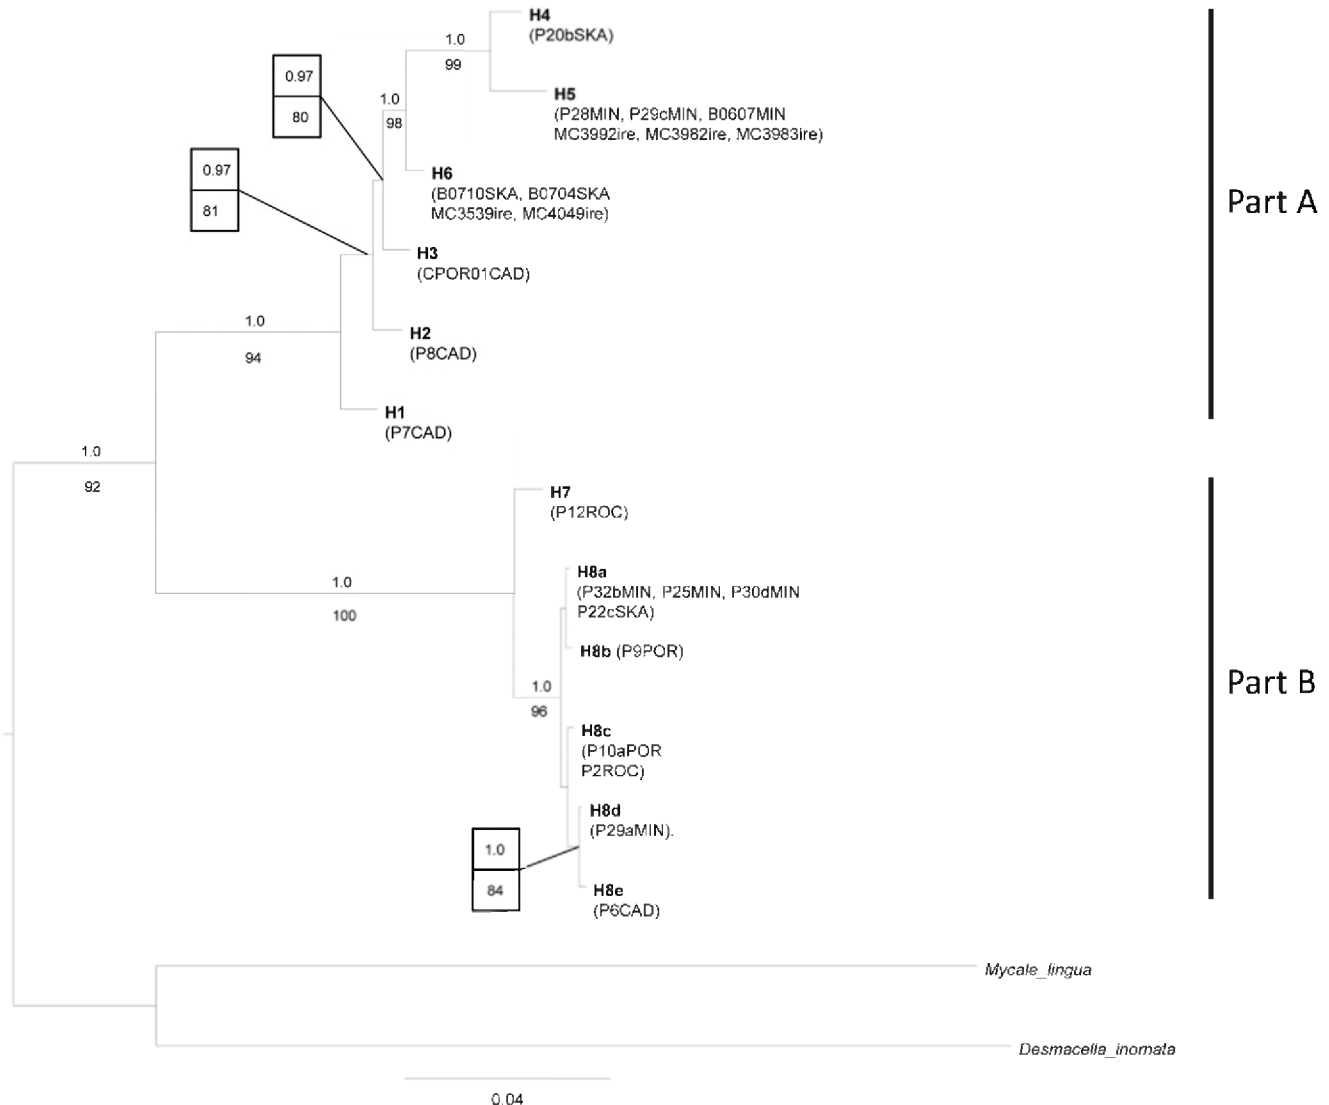 H4
(P20bSKA)
1.0
99
H5
(P28MIN, P29cMIN, B0607MIN
MC3992ire, MC3982ire, MC3983ire)
0.97
80
1.0
98
0.97
81
H6
(B0710SKA, B0704SKA
MC3539ire, MC4049ire)
Part A
H3
(CPOR01CAD)
1.0
94
H2
(P8CAD)
H1
(P7CAD)
1.0
92
H7
(P12ROC)
1.0
100
H8a
(P32bMIN, P25MIN, P30dMIN
P22cSKA)
H8b (P9POR)
1.0
96
Part B
H8c
(P10aPOR
P2ROC)
H8d
(P29aMIN).
1.0
84
H8e
(P6CAD)
Mycale_lingua
Desmacella_inornata
0.04